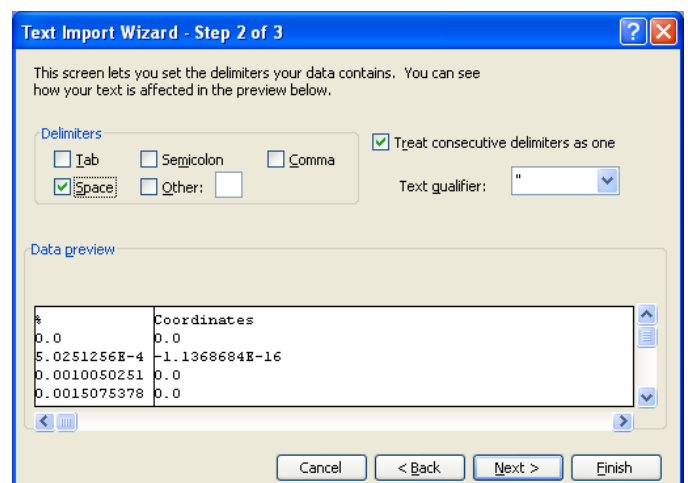 Text Import Wizard - Step 2 of 3
This screen lets you set the delimiters your data contains. You can see
how your text is affected in the preview below.
Delimiters
Tab Semicolon Comma
Space Other:
Treat consecutive delimiters as one
Text qualifier: "
Data preview
% Coordinates
0.0 0.0
5.0251256E-4 -1.1368684E-16
0.0010050251 0.0
0.0015075378 0.0
Cancel < Back Next > Finish